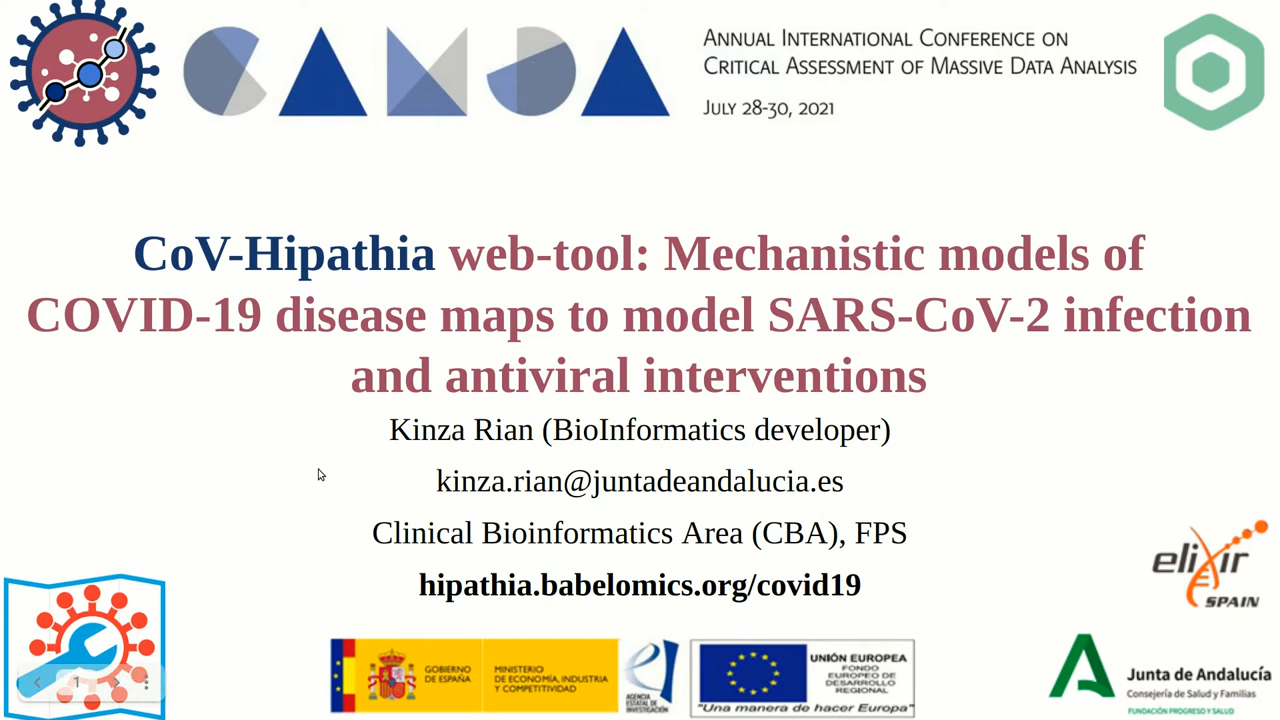 CAMDA
ANNUAL INTERNATIONAL CONFERENCE ON
CRITICAL ASSESSMENT OF MASSIVE DATA ANALYSIS
JULY 28-30, 2021
CoV-Hipathia web-tool: Mechanistic models of
COVID-19 disease maps to model SARS-CoV-2 infection
and antiviral interventions
Kinza Rian (BioInformatics developer)
kinza.rian@juntadeandalucia.es
Clinical Bioinformatics Area (CBA), FPS
hipathia.babelomics.org/covid19
elixir
SPAIN
GOBIERNO
DE ESPAÑA
MINISTERIO
DE ECONOMÍA, INDUSTRIA
Y COMPETITIVIDAD
AGENCIA
ESTATAL DE
INVESTIGACIÓN
UNIÓN EUROPEA
FONDO
EUROPEO DE
DESARROLLO
REGIONAL
"Una manera de hacer Europa"
Junta de Andalucía
Consejería de Salud y Familias
FUNDACIÓN PROGRESO Y SALUD
1